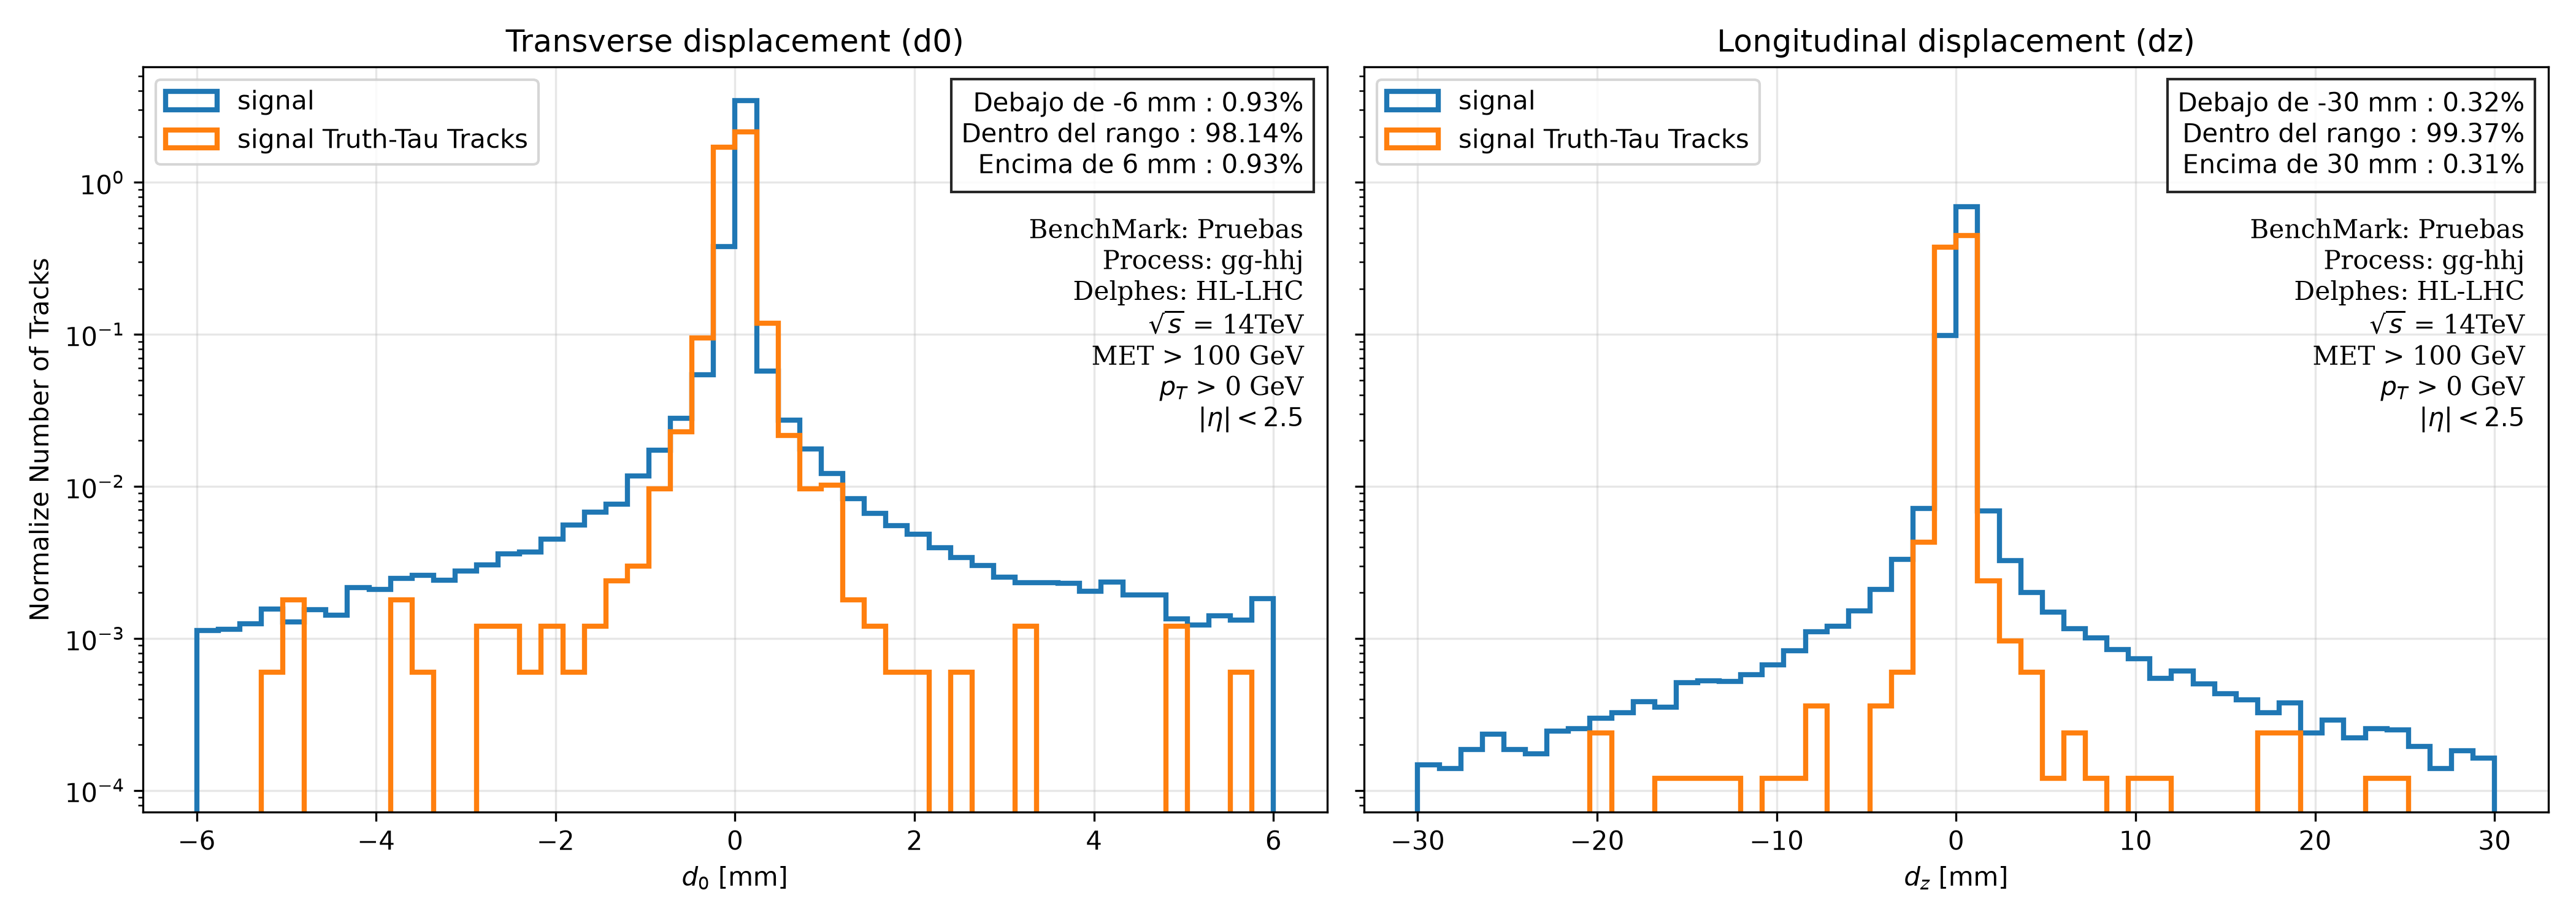 Transverse displacement (d0)
signal
signal Truth-Tau Tracks
Debajo de -6 mm : 0.93%
Dentro del rango : 98.14%
Encima de 6 mm : 0.93%
BenchMark: Pruebas
Process: gg-hhj
Delphes: HL-LHC
√s = 14TeV
MET > 100 GeV
p_T > 0 GeV
|η| < 2.5
Normalize Number of Tracks
10⁰
10⁻¹
10⁻²
10⁻³
10⁻⁴
−6 −4 −2 0 2 4 6
d₀ [mm]
Longitudinal displacement (dz)
signal
signal Truth-Tau Tracks
Debajo de -30 mm : 0.32%
Dentro del rango : 99.37%
Encima de 30 mm : 0.31%
BenchMark: Pruebas
Process: gg-hhj
Delphes: HL-LHC
√s = 14TeV
MET > 100 GeV
p_T > 0 GeV
|η| < 2.5
−30 −20 −10 0 10 20 30
d_z [mm]